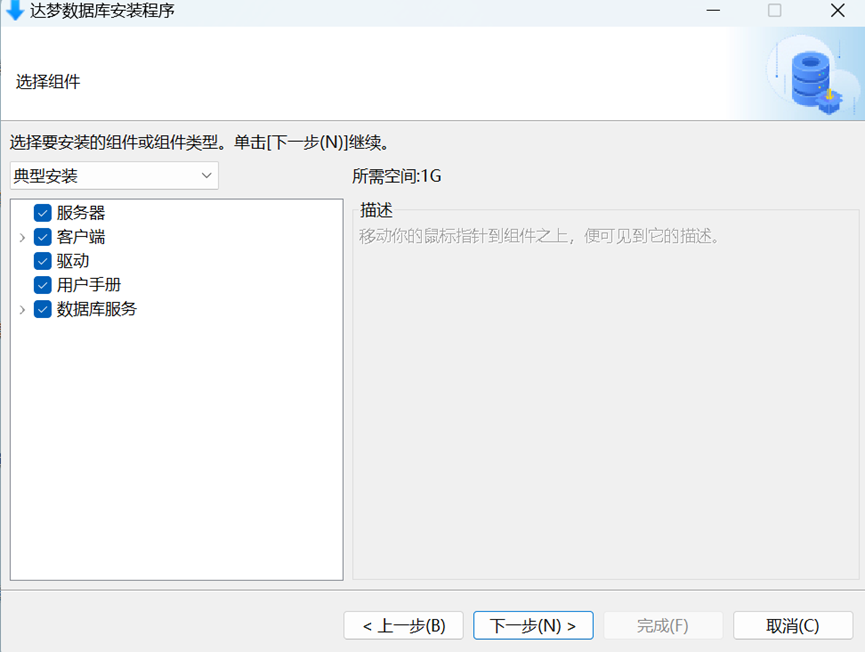 达梦数据库安装程序
选择组件
选择要安装的组件或组件类型。单击[下一步(N)]继续。
典型安装
所需空间:1G
服务器
客户端
驱动
用户手册
数据库服务
描述
移动你的鼠标指针到组件之上，便可见到它的描述。
< 上一步(B)
下一步(N) >
完成(F)
取消(C)